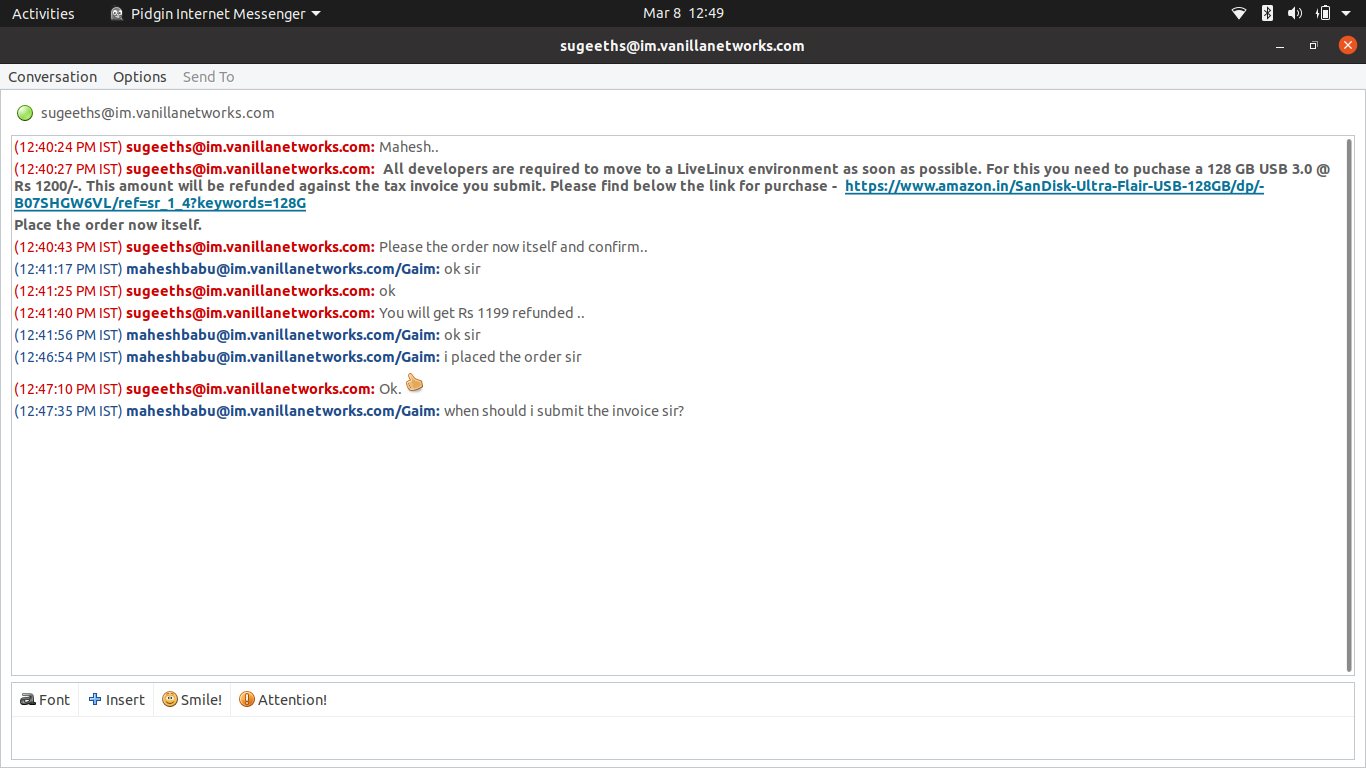 Activities Pidgin Internet Messenger Mar 8 12:49
sugeeths@im.vanillanetworks.com
Conversation Options Send To
sugeeths@im.vanillanetworks.com
(12:40:24 PM IST) sugeeths@im.vanillanetworks.com: Mahesh..
(12:40:27 PM IST) sugeeths@im.vanillanetworks.com: All developers are required to move to a LiveLinux environment as soon as possible. For this you need to puchase a 128 GB USB 3.0 @
Rs 1200/-. This amount will be refunded against the tax invoice you submit. Please find below the link for purchase - https://www.amazon.in/SanDisk-Ultra-Flair-USB-128GB/dp/-
B07SHGW6VL/ref=sr_1_4?keywords=128G
Place the order now itself.
(12:40:43 PM IST) sugeeths@im.vanillanetworks.com: Please the order now itself and confirm..
(12:41:17 PM IST) maheshbabu@im.vanillanetworks.com/Gaim: ok sir
(12:41:25 PM IST) sugeeths@im.vanillanetworks.com: ok
(12:41:40 PM IST) sugeeths@im.vanillanetworks.com: You will get Rs 1199 refunded ..
(12:41:56 PM IST) maheshbabu@im.vanillanetworks.com/Gaim: ok sir
(12:46:54 PM IST) maheshbabu@im.vanillanetworks.com/Gaim: i placed the order sir
(12:47:10 PM IST) sugeeths@im.vanillanetworks.com: Ok.
(12:47:35 PM IST) maheshbabu@im.vanillanetworks.com/Gaim: when should i submit the invoice sir?
Font Insert Smile! Attention!